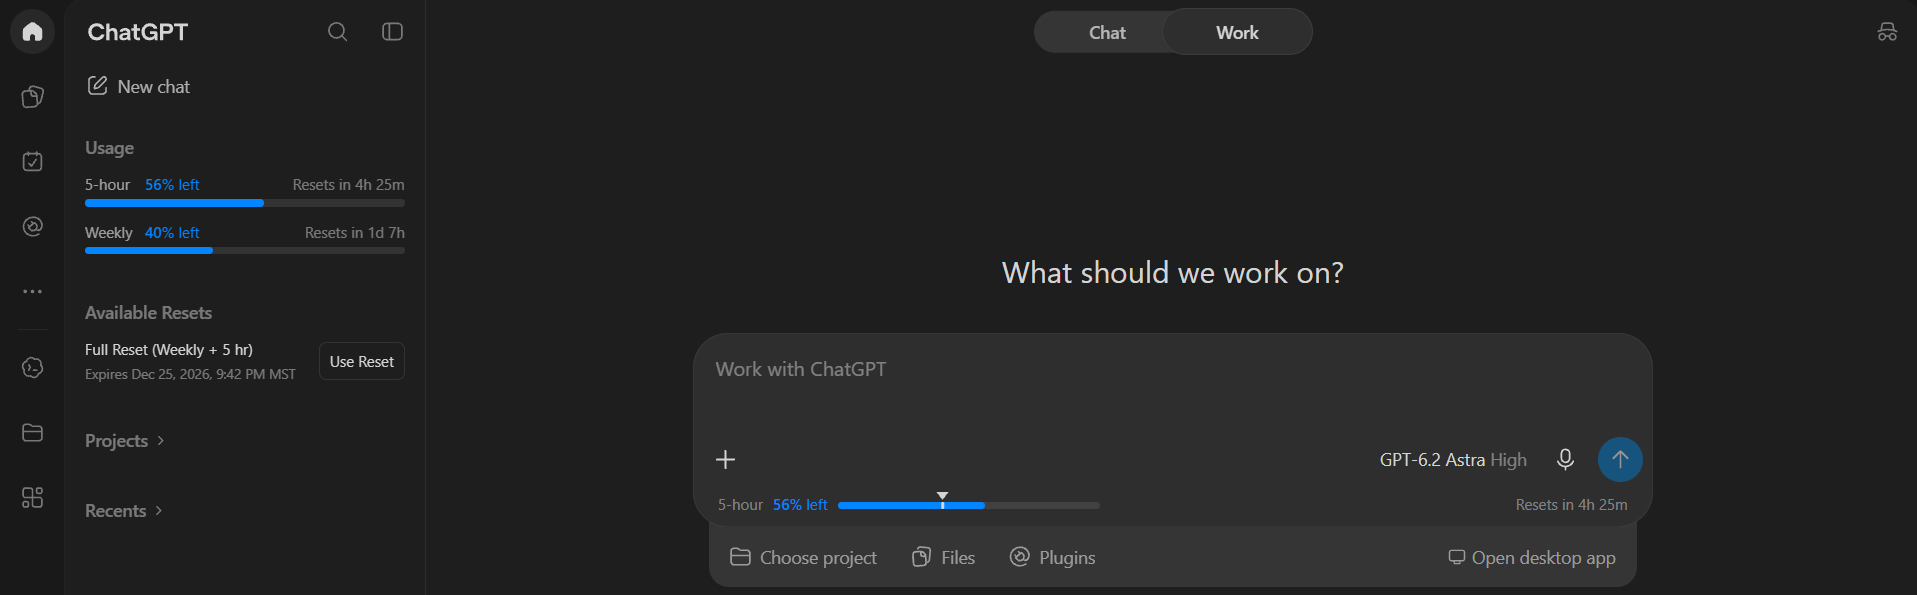 ChatGPT
New chat
Usage
5-hour 56% left Resets in 4h 25m
Weekly 40% left Resets in 1d 7h
Available Resets
Full Reset (Weekly + 5 hr)
Expires Dec 25, 2026, 9:42 PM MST
Use Reset
Projects
Recents
Chat Work
What should we work on?
Work with ChatGPT
GPT-6.2 Astra High
5-hour 56% left Resets in 4h 25m
Choose project Files Plugins Open desktop app